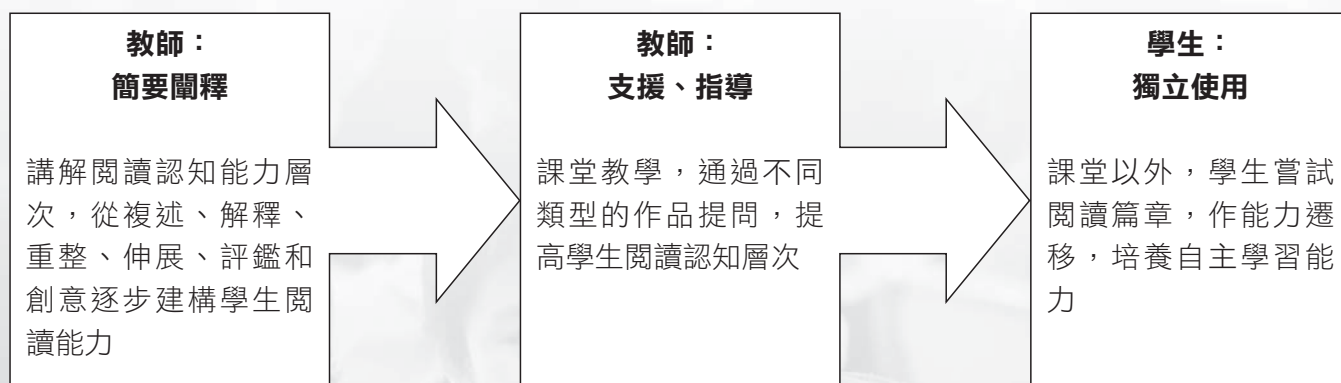 教師：
簡要闡釋
講解閱讀認知能力層
次，從複述、解釋、
重整、伸展、評鑑和
創意逐步建構學生閱
讀能力
教師：
支援、指導
課堂教學，通過不同
類型的作品提問，提
高學生閱讀認知層次
學生：
獨立使用
課堂以外，學生嘗試
閱讀篇章，作能力遷
移，培養自主學習能
力